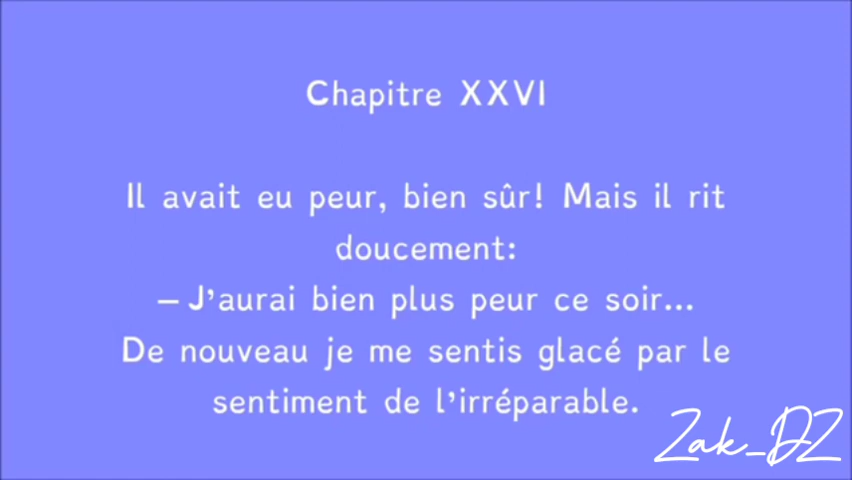 Chapitre XXVI
Il avait eu peur, bien sûr! Mais il rit
doucement:
– J'aurai bien plus peur ce soir...
De nouveau je me sentis glacé par le
sentiment de l'irréparable.
Zak_DZ